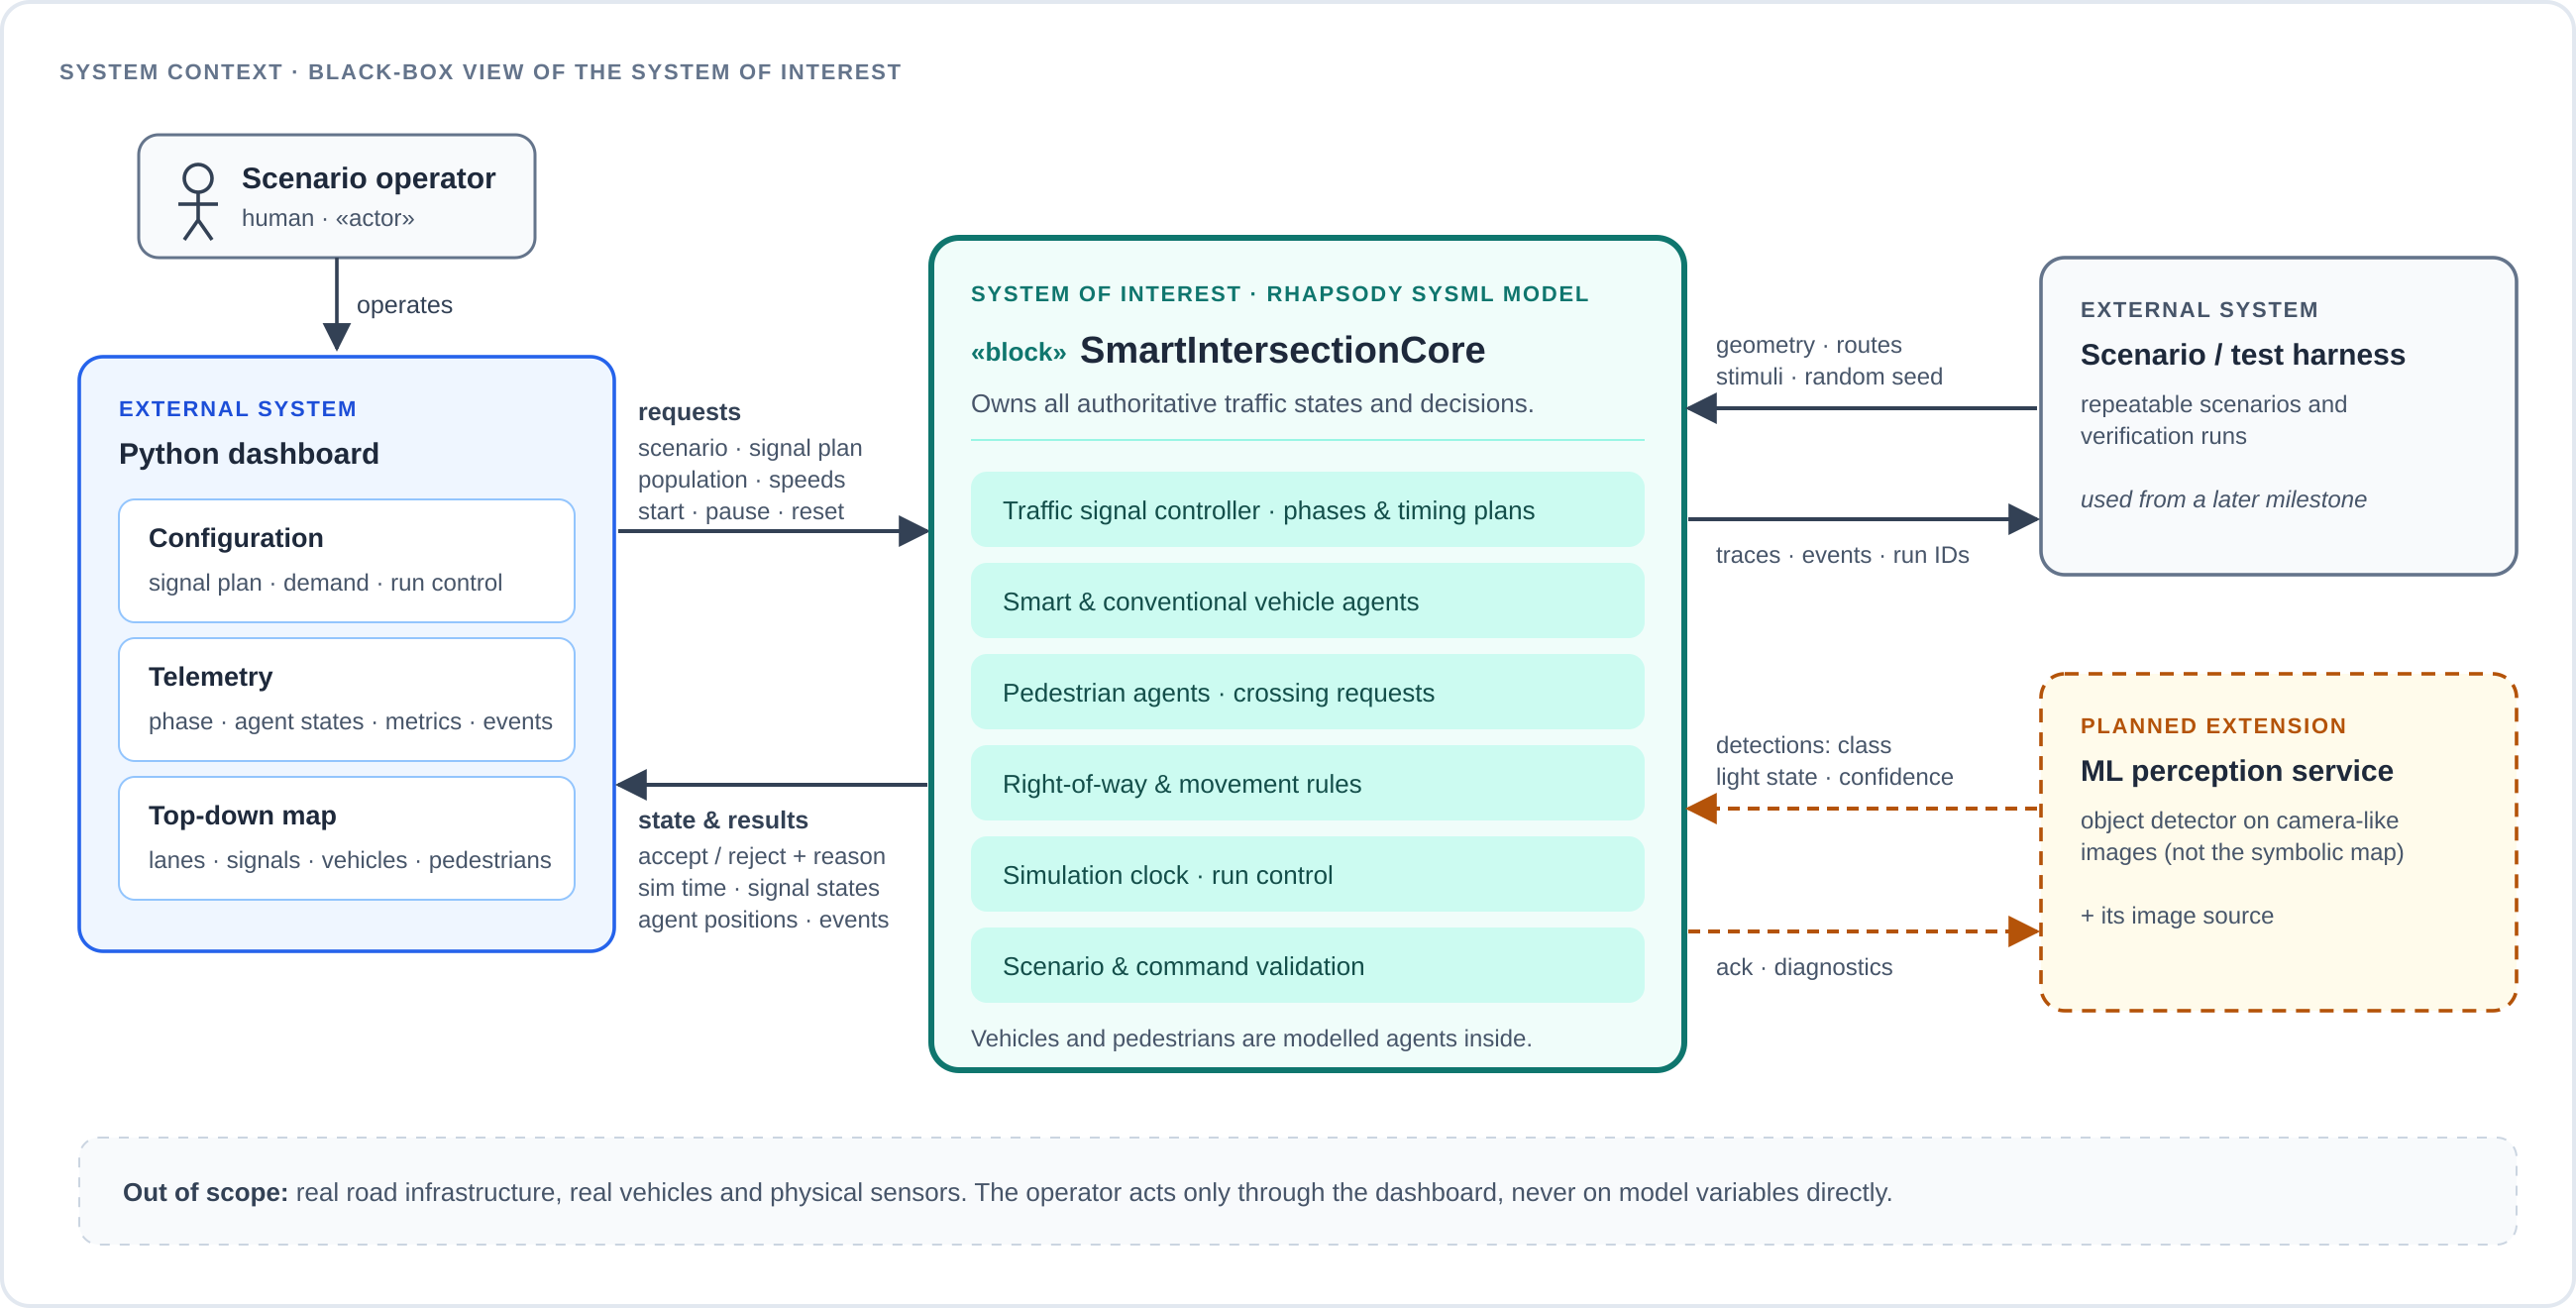 SYSTEM CONTEXT · BLACK-BOX VIEW OF THE SYSTEM OF INTEREST
Scenario operator
human · «actor»
operates
EXTERNAL SYSTEM
Python dashboard
Configuration
signal plan · demand · run control
Telemetry
phase · agent states · metrics · events
Top-down map
lanes · signals · vehicles · pedestrians
requests
scenario · signal plan
population · speeds
start · pause · reset
state & results
accept / reject + reason
sim time · signal states
agent positions · events
SYSTEM OF INTEREST · RHAPSODY SYSML MODEL
«block» SmartIntersectionCore
Owns all authoritative traffic states and decisions.
Traffic signal controller · phases & timing plans
Smart & conventional vehicle agents
Pedestrian agents · crossing requests
Right-of-way & movement rules
Simulation clock · run control
Scenario & command validation
Vehicles and pedestrians are modelled agents inside.
geometry · routes
stimuli · random seed
traces · events · run IDs
EXTERNAL SYSTEM
Scenario / test harness
repeatable scenarios and
verification runs
used from a later milestone
detections: class
light state · confidence
ack · diagnostics
PLANNED EXTENSION
ML perception service
object detector on camera-like
images (not the symbolic map)
+ its image source
Out of scope: real road infrastructure, real vehicles and physical sensors. The operator acts only through the dashboard, never on model variables directly.